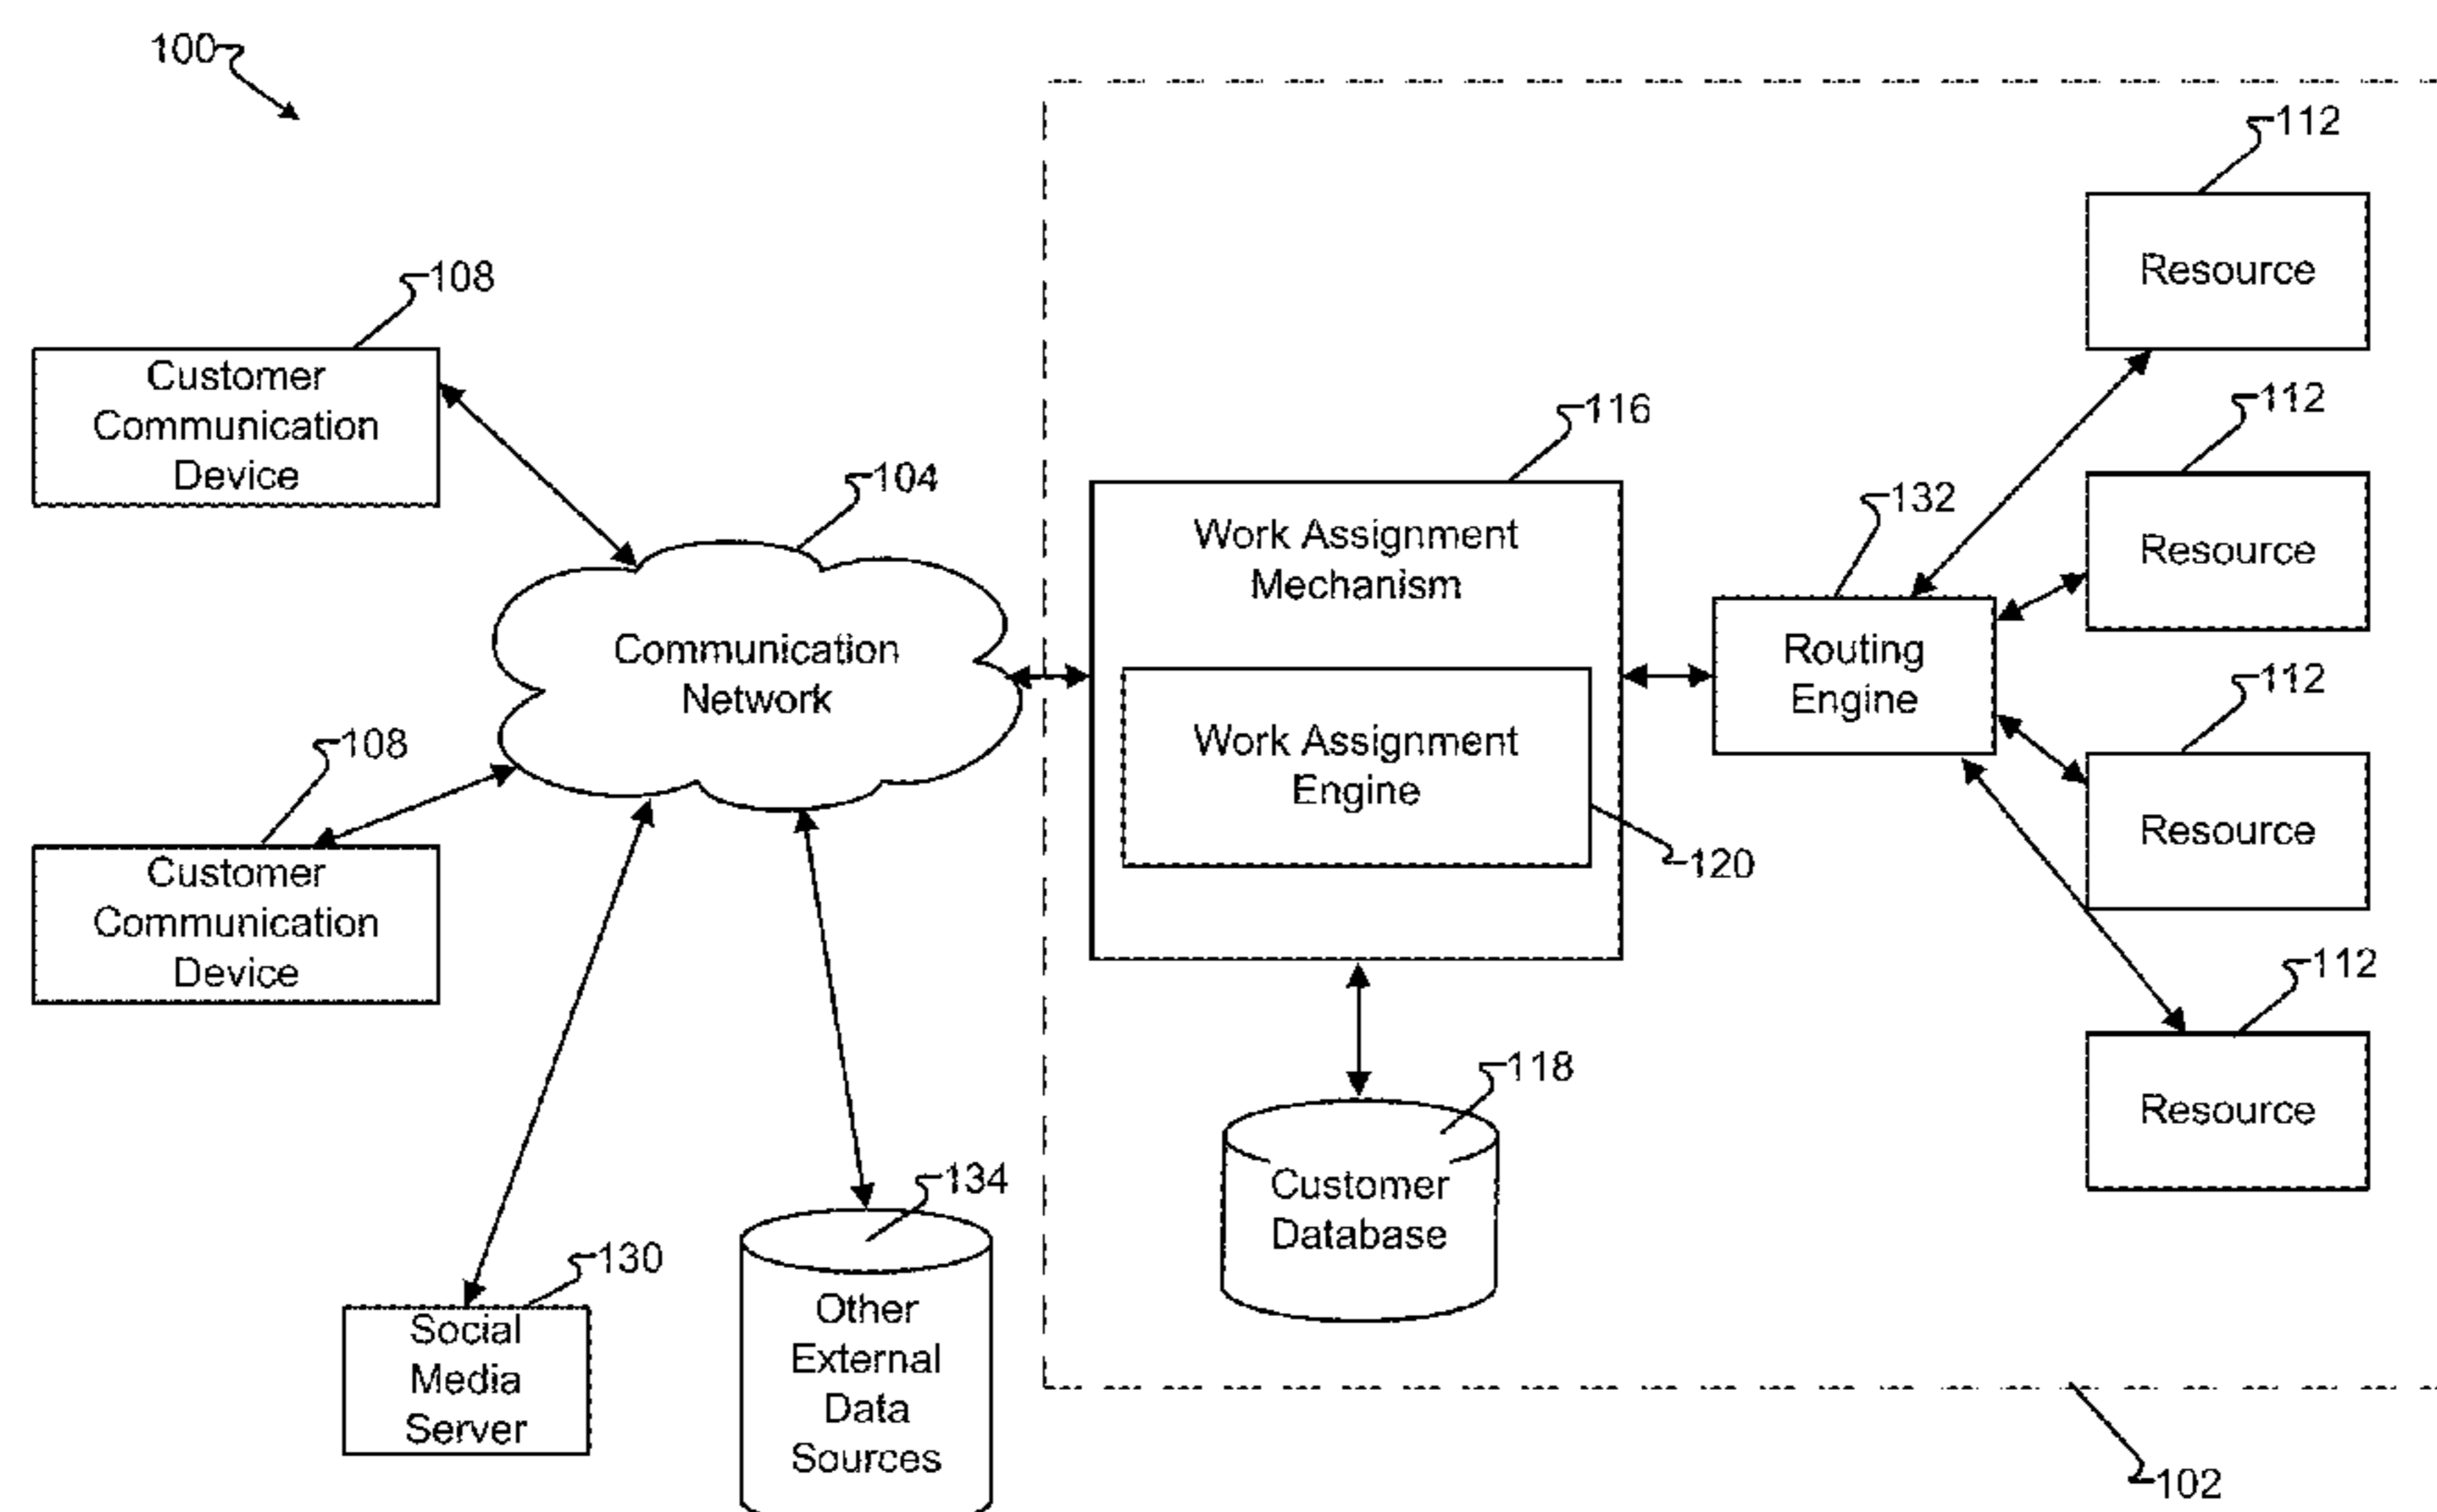 100
112
Resource
108
Customer
Communication
Device
112
116
104
132
Resource
Work Assignment
Mechanism
Communication
Network
Routing
Engine
112
108
Work Assignment
Engine
Resource
120
Customer
Communication
Device
112
118
Resource
134
Customer
Database
130
Social
Media
Server
Other
External
Data
Sources
102